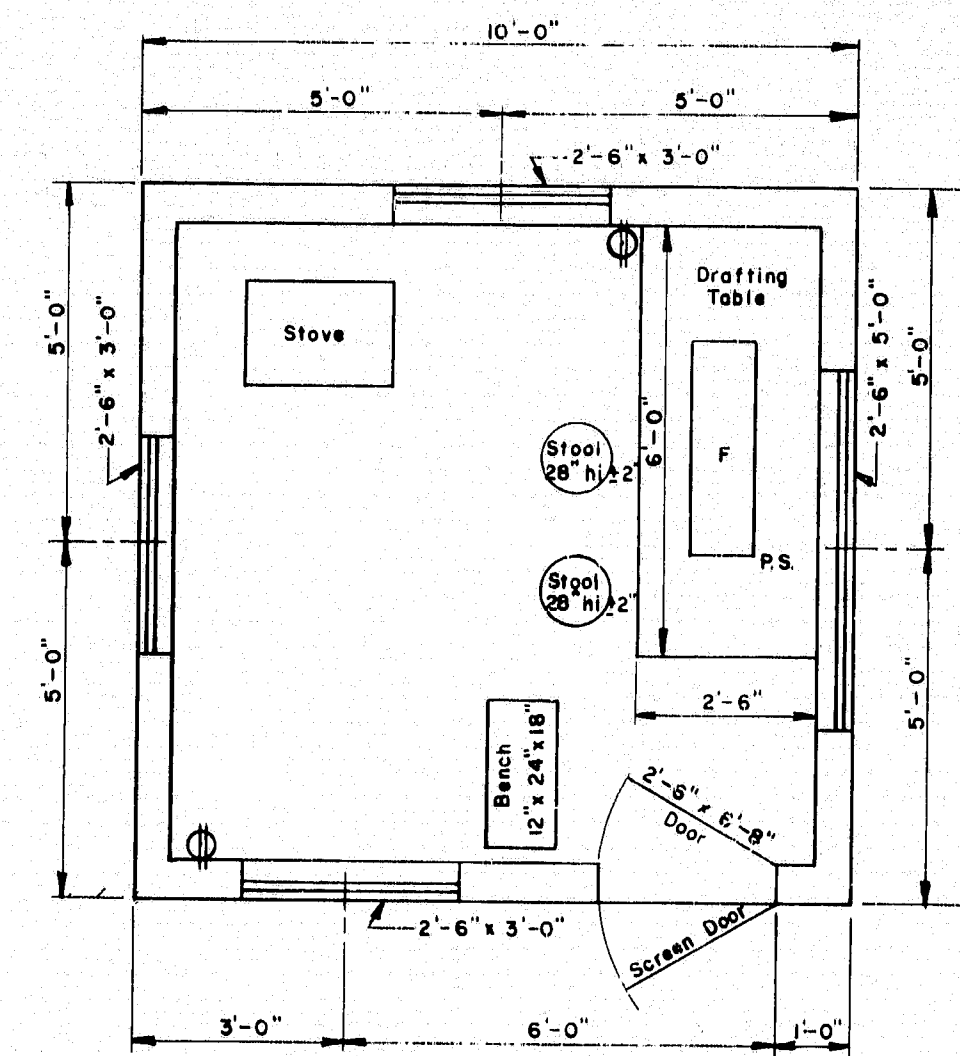 10'-0"
5'-0"
5'-0"
2'-6" x 3'-0"
5'-0"
2'-6" x 3'-0"
Stove
Drafting
Table
6'-0"
F
2'-6" x 5'-0"
5'-0"
Stool
28" hi ±2"
P.S.
Stool
28" hi ±2"
5'-0"
2'-6"
5'-0"
Bench
12" x 24" x 18"
2'-6" x 6'-8"
Door
2'-6" x 3'-0"
Screen Door
3'-0"
6'-0"
1'-0"